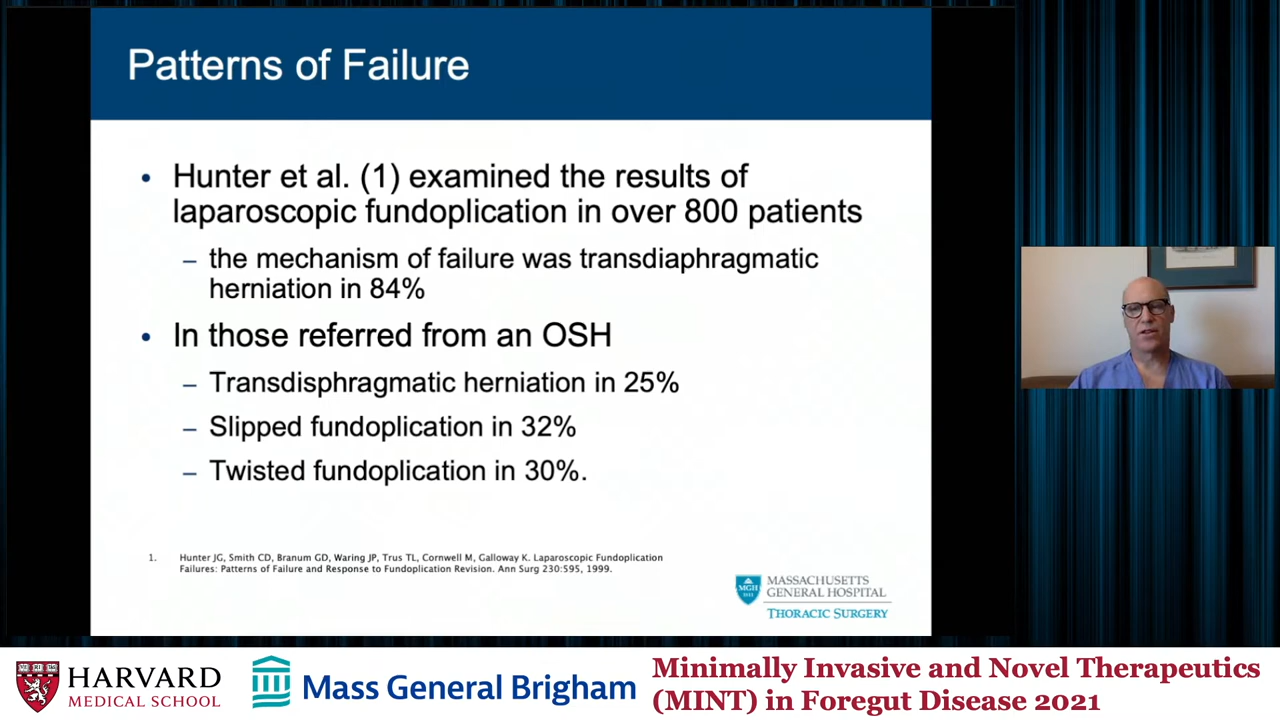 Patterns of Failure
• Hunter et al. (1) examined the results of
laparoscopic fundoplication in over 800 patients
– the mechanism of failure was transdiaphragmatic
herniation in 84%
• In those referred from an OSH
– Transdisphragmatic herniation in 25%
– Slipped fundoplication in 32%
– Twisted fundoplication in 30%.
1. Hunter JG, Smith CD, Branum GD, Waring JP, Trus TL, Cornwell M, Galloway K. Laparoscopic Fundoplication
Failures: Patterns of Failure and Response to Fundoplication Revision. Ann Surg 230:595, 1999.
MGH
1811
MASSACHUSETTS
GENERAL HOSPITAL
THORACIC SURGERY
HARVARD
MEDICAL SCHOOL
Mass General Brigham
Minimally Invasive and Novel Therapeutics
(MINT) in Foregut Disease 2021